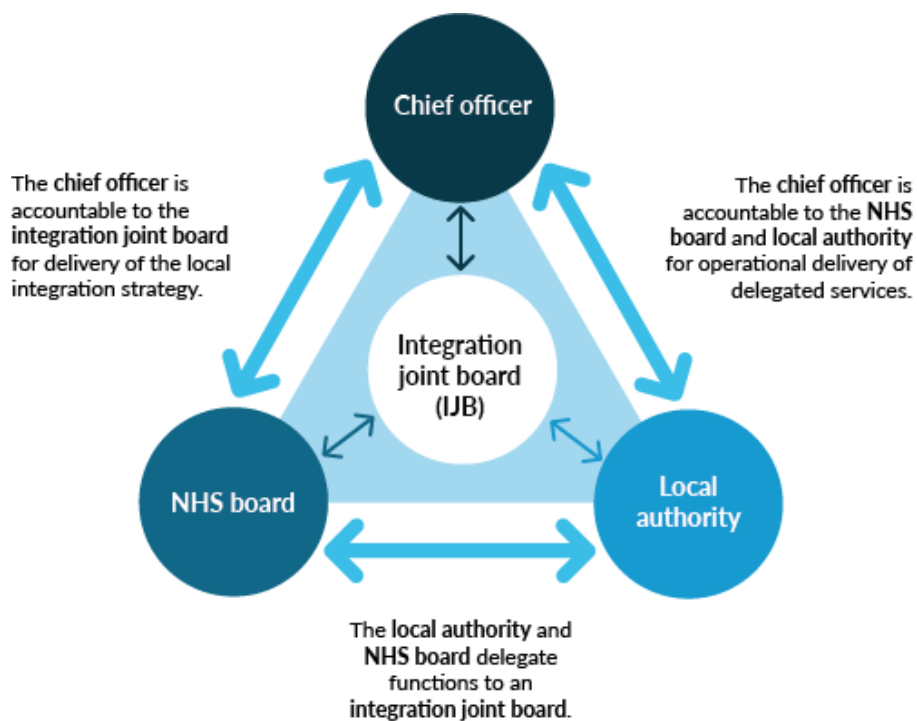 Chief officer
The chief officer is
accountable to the
integration joint board
for delivery of the local
integration strategy.
The chief officer is
accountable to the NHS
board and local authority
for operational delivery of
delegated services.
Integration
joint board
(IJB)
NHS board
Local
authority
The local authority and
NHS board delegate
functions to an
integration joint board.